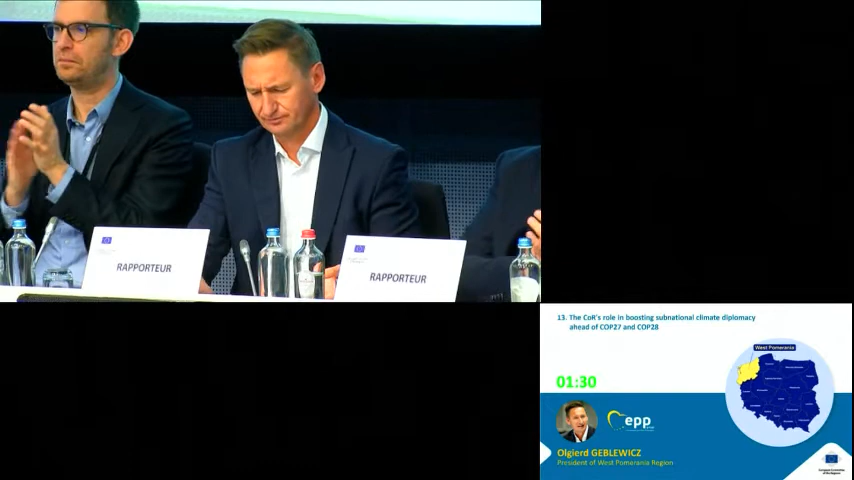 RAPPORTEUR
RAPPORTEUR
13. The CoR's role in boosting subnational climate diplomacy
ahead of COP27 and COP28
West Pomerania
01:30
epp
Olgierd GEBLEWICZ
President of West Pomerania Region